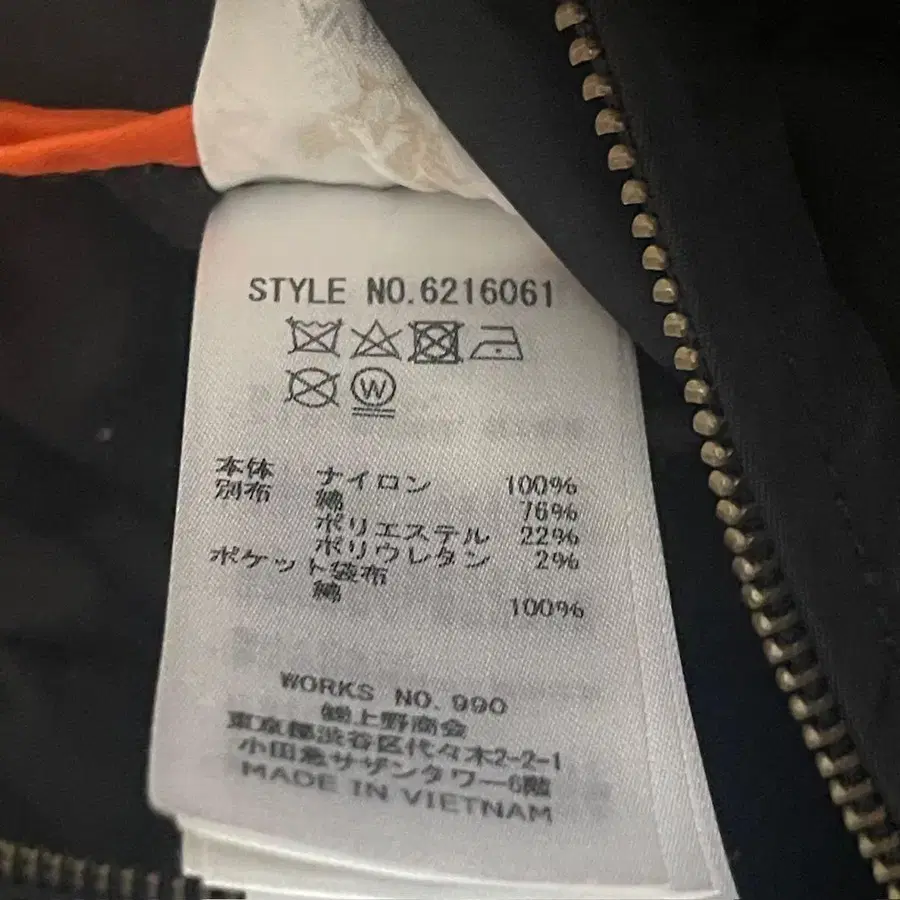 STYLE NO.6216061
W
本体 ナイロン 100%
別布 綿 76%
ポリエステル 22%
ポリウレタン 2%
ポケット袋布
綿 100%
WORKS NO. 990
㈱上野商会
東京都渋谷区代々木2-2-1
小田急サザンタワー6階
MADE IN VIETNAM